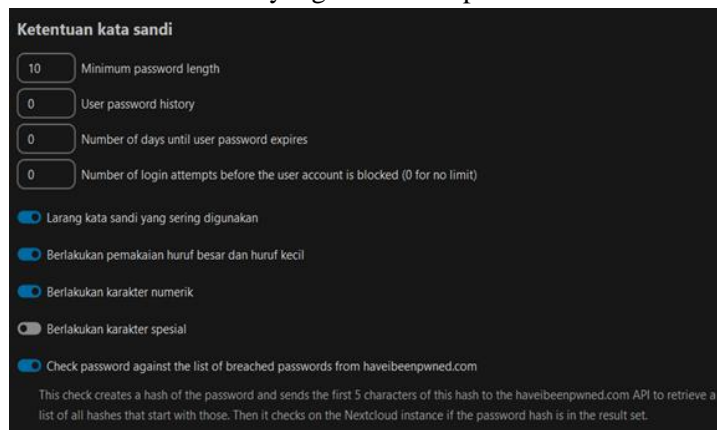 Ketentuan kata sandi
10 Minimum password length
0 User password history
0 Number of days until user password expires
0 Number of login attempts before the user account is blocked (0 for no limit)
Larang kata sandi yang sering digunakan
Berlakukan pemakaian huruf besar dan huruf kecil
Berlakukan karakter numerik
Berlakukan karakter spesial
Check password against the list of breached passwords from haveibeenpwned.com
This check creates a hash of the password and sends the first 5 characters of this hash to the haveibeenpwned.com API to retrieve a
list of all hashes that start with those. Then it checks on the Nextcloud instance if the password hash is in the result set.